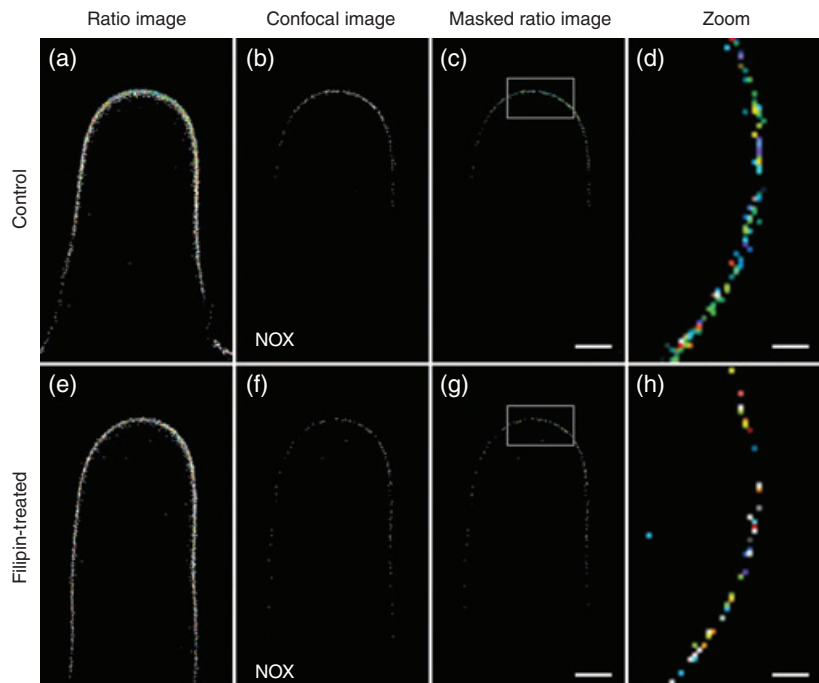 Ratio image Confocal image Masked ratio image Zoom
Control
(a) (b) (c) (d)
NOX
Filipin-treated
(e) (f) (g) (h)
NOX